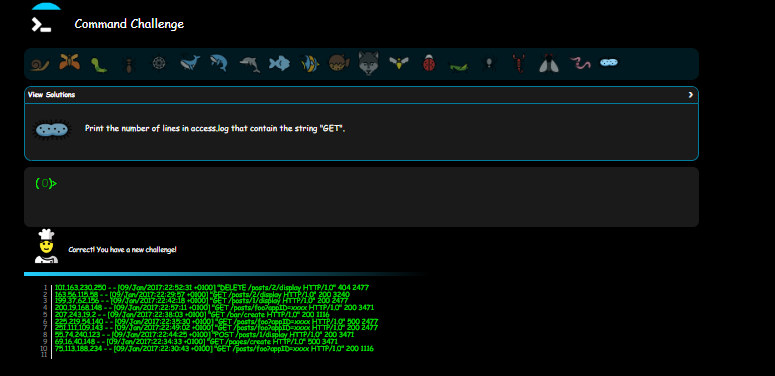 Command Challenge
View Solutions
Print the number of lines in access.log that contain the string "GET".
{0}>
Correct! You have a new challenge!
1 101.163.230.250 - - [09/Jan/2017:22:52:31 +0100] "DELETE /posts/2/display HTTP/1.0" 404 2477
2 163.56.115.58 - - [09/Jan/2017:22:29:57 +0100] "GET /posts/2/display HTTP/1.0" 200 3240
3 199.37.62.156 - - [09/Jan/2017:22:42:18 +0100] "GET /posts/1/display HTTP/1.0" 200 2477
4 200.19.168.148 - - [09/Jan/2017:22:57:11 +0100] "GET /posts/foo?appID=xxxx HTTP/1.0" 200 3471
5 207.243.19.2 - - [09/Jan/2017:22:38:03 +0100] "GET /bar/create HTTP/1.0" 200 1116
6 225.219.54.140 - - [09/Jan/2017:22:35:30 +0100] "GET /posts/foo?appID=xxxx HTTP/1.0" 500 2477
7 251.111.109.143 - - [09/Jan/2017:22:49:02 +0100] "GET /posts/foo?appID=xxxx HTTP/1.0" 200 2477
8 55.74.240.123 - - [09/Jan/2017:22:44:25 +0100] "POST /posts/1/display HTTP/1.0" 200 3471
9 69.16.40.148 - - [09/Jan/2017:22:34:33 +0100] "GET /pages/create HTTP/1.0" 500 3471
10 75.113.188.234 - - [09/Jan/2017:22:30:43 +0100] "GET /posts/foo?appID=xxxx HTTP/1.0" 200 1116
11